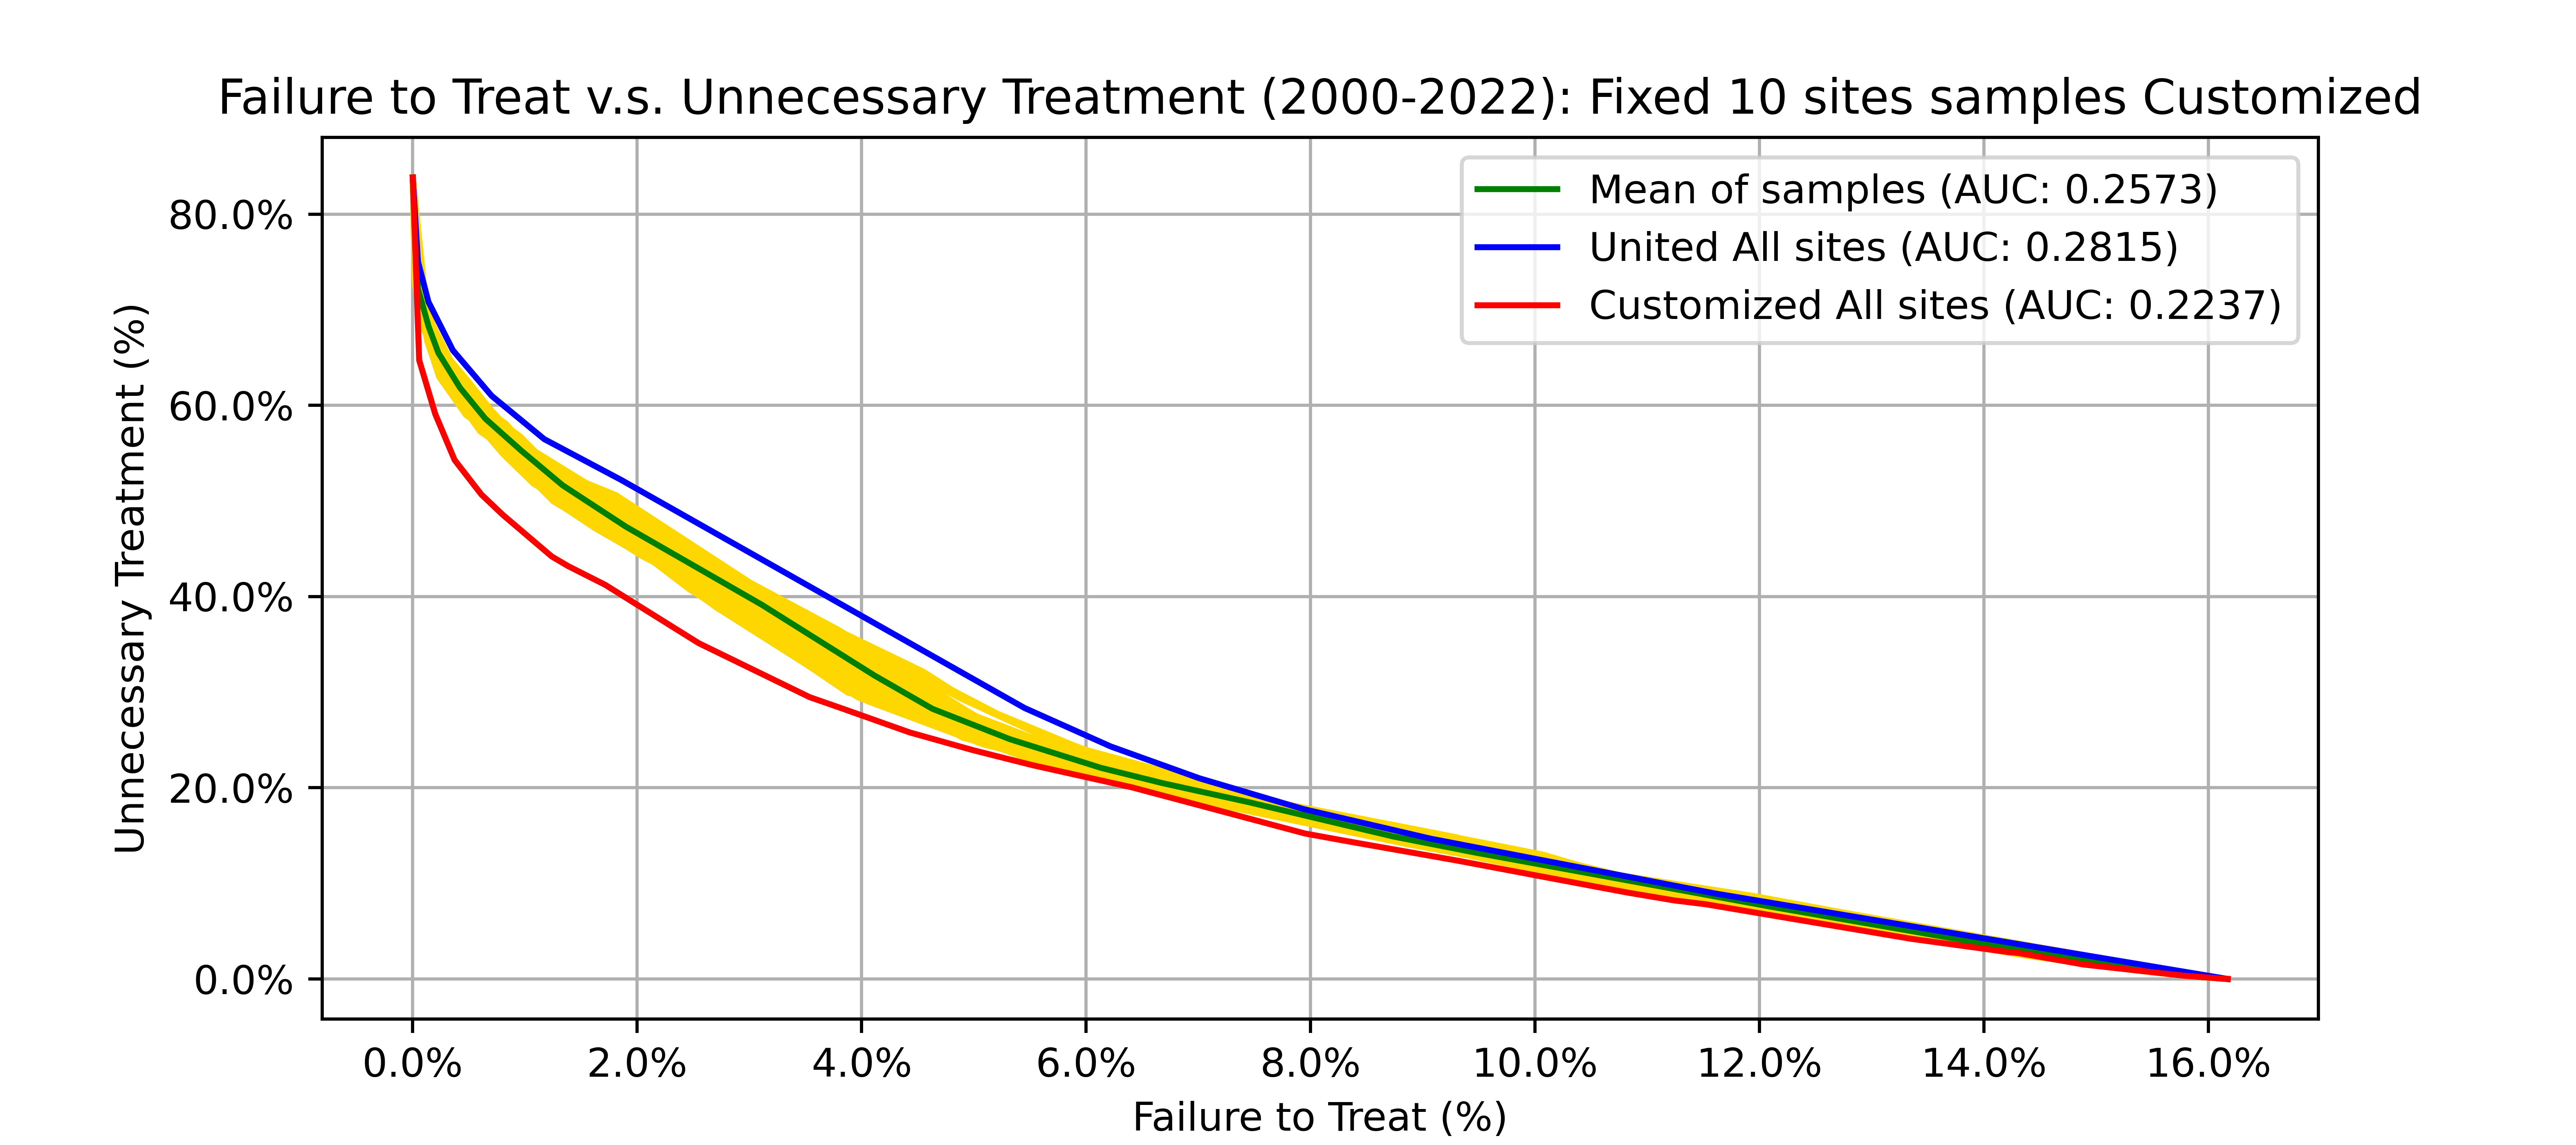 Failure to Treat v.s. Unnecessary Treatment (2000-2022): Fixed 10 sites samples Customized
Mean of samples (AUC: 0.2573)
United All sites (AUC: 0.2815)
Customized All sites (AUC: 0.2237)
Unnecessary Treatment (%)
80.0%
60.0%
40.0%
20.0%
0.0%
0.0% 2.0% 4.0% 6.0% 8.0% 10.0% 12.0% 14.0% 16.0%
Failure to Treat (%)